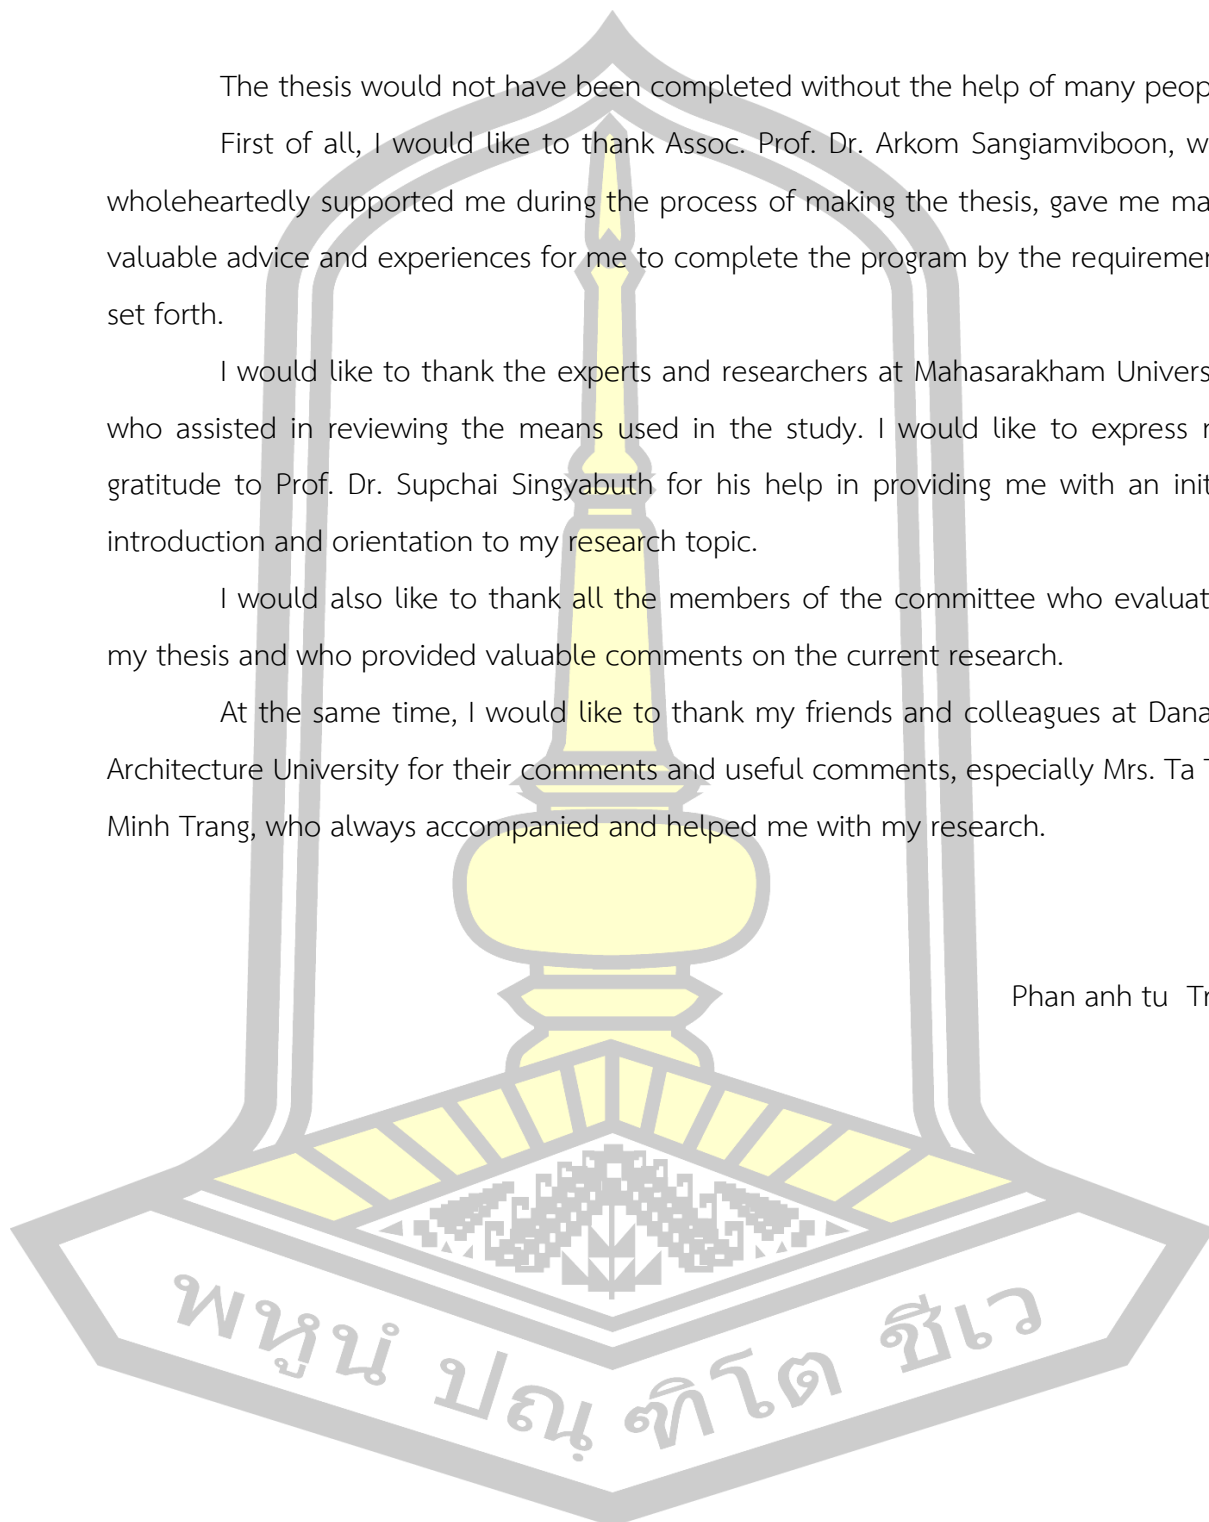 The thesis would not have been completed without the help of many peop
First of all, I would like to thank Assoc. Prof. Dr. Arkom Sangiamviboon, w
wholeheartedly supported me during the process of making the thesis, gave me ma
valuable advice and experiences for me to complete the program by the requiremen
set forth.
I would like to thank the experts and researchers at Mahasarakham Univers
who assisted in reviewing the means used in the study. I would like to express
gratitude to Prof. Dr. Supchai Singyabuth for his help in providing me with an init
introduction and orientation to my research topic.
I would also like to thank all the members of the committee who evaluat
my thesis and who provided valuable comments on the current research.
At the same time, I would like to thank my friends and colleagues at Dana
Architecture University for their comments and useful comments, especially Mrs. Ta T
Minh Trang, who always accompanied and helped me with my research.
Phan anh tu Tr
พหูนํ ปณฺฑิโต ชีเว